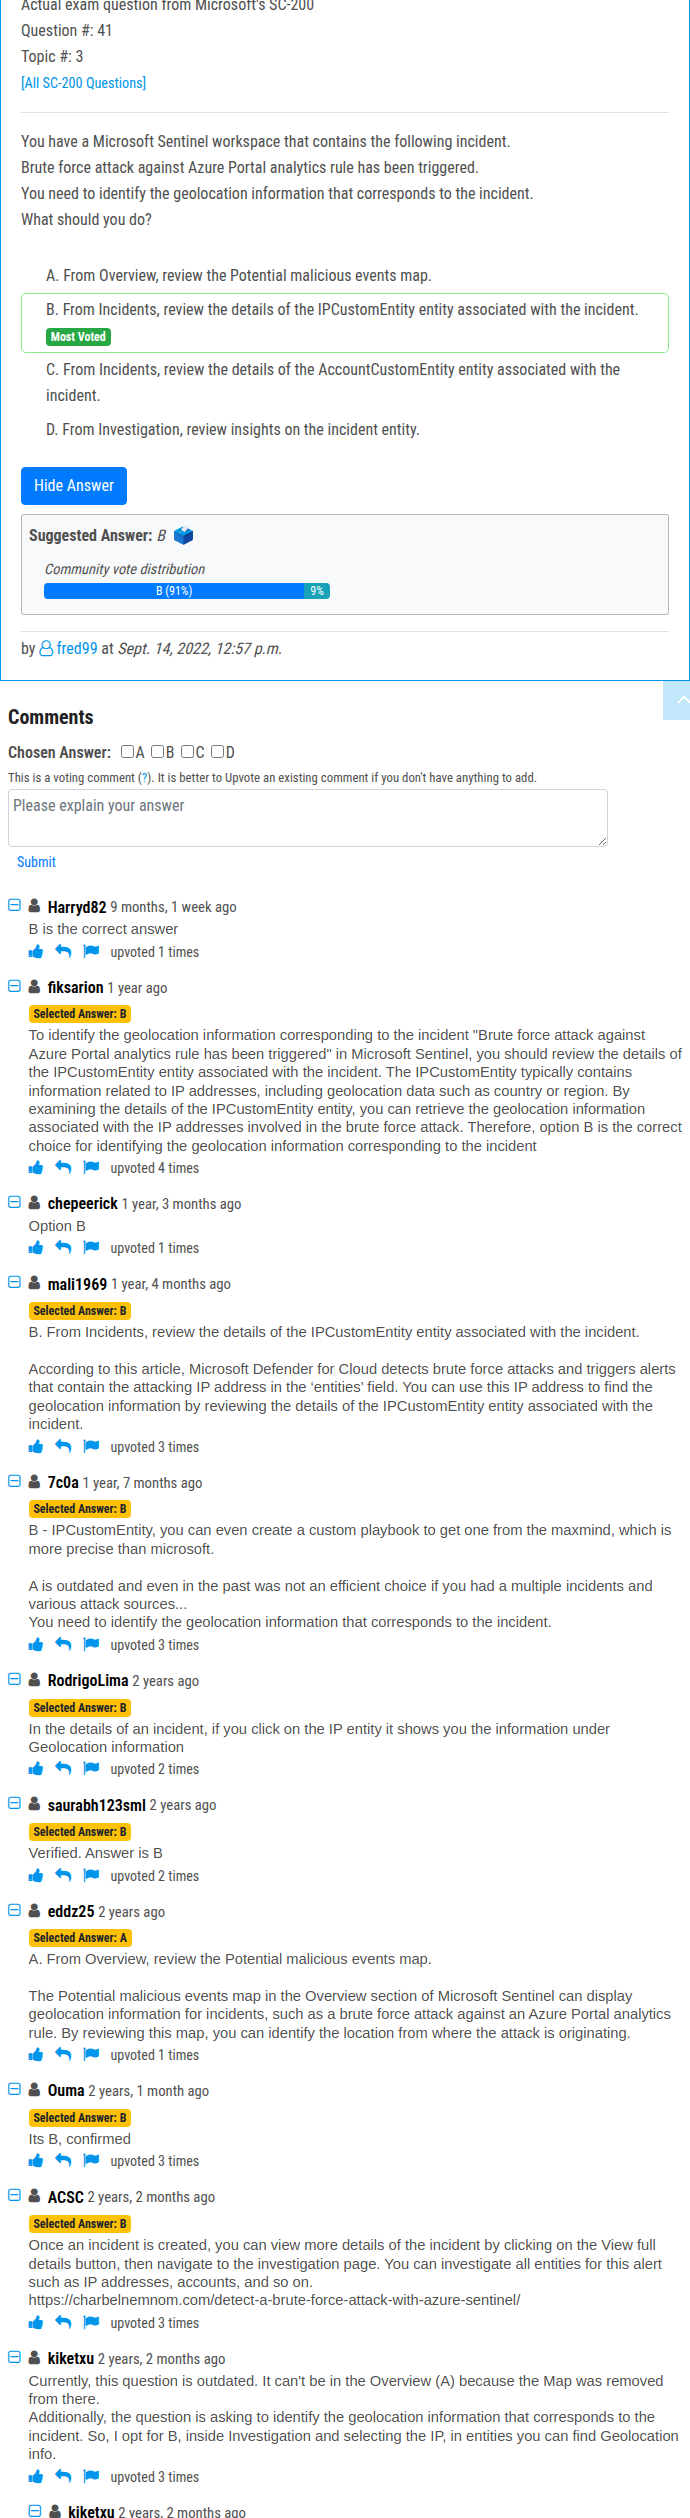 Actual exam question from Microsoft's SC-200
Question #: 41
Topic #: 3
[All SC-200 Questions]
You have a Microsoft Sentinel workspace that contains the following incident.
Brute force attack against Azure Portal analytics rule has been triggered.
You need to identify the geolocation information that corresponds to the incident.
What should you do?
A. From Overview, review the Potential malicious events map.
B. From Incidents, review the details of the IPCustomEntity entity associated with the incident.
Most Voted
C. From Incidents, review the details of the AccountCustomEntity entity associated with the
incident.
D. From Investigation, review insights on the incident entity.
Hide Answer
Suggested Answer: B
Community vote distribution
B (91%) 9%
by fred99 at Sept. 14, 2022, 12:57 p.m.
Comments
Chosen Answer: A B C D
This is a voting comment (?). It is better to Upvote an existing comment if you don't have anything to add.
Please explain your answer
Submit
Harryd82 9 months, 1 week ago
B is the correct answer
upvoted 1 times
fiksarion 1 year ago
Selected Answer: B
To identify the geolocation information corresponding to the incident "Brute force attack against
Azure Portal analytics rule has been triggered" in Microsoft Sentinel, you should review the details of
the IPCustomEntity entity associated with the incident. The IPCustomEntity typically contains
information related to IP addresses, including geolocation data such as country or region. By
examining the details of the IPCustomEntity entity, you can retrieve the geolocation information
associated with the IP addresses involved in the brute force attack. Therefore, option B is the correct
choice for identifying the geolocation information corresponding to the incident
upvoted 4 times
chepeerick 1 year, 3 months ago
Option B
upvoted 1 times
mali1969 1 year, 4 months ago
Selected Answer: B
B. From Incidents, review the details of the IPCustomEntity entity associated with the incident.
According to this article, Microsoft Defender for Cloud detects brute force attacks and triggers alerts
that contain the attacking IP address in the ‘entities’ field. You can use this IP address to find the
geolocation information by reviewing the details of the IPCustomEntity entity associated with the
incident.
upvoted 3 times
7c0a 1 year, 7 months ago
Selected Answer: B
B - IPCustomEntity, you can even create a custom playbook to get one from the maxmind, which is
more precise than microsoft.
A is outdated and even in the past was not an efficient choice if you had a multiple incidents and
various attack sources...
You need to identify the geolocation information that corresponds to the incident.
upvoted 3 times
RodrigoLima 2 years ago
Selected Answer: B
In the details of an incident, if you click on the IP entity it shows you the information under
Geolocation information
upvoted 2 times
saurabh123sml 2 years ago
Selected Answer: B
Verified. Answer is B
upvoted 2 times
eddz25 2 years ago
Selected Answer: A
A. From Overview, review the Potential malicious events map.
The Potential malicious events map in the Overview section of Microsoft Sentinel can display
geolocation information for incidents, such as a brute force attack against an Azure Portal analytics
rule. By reviewing this map, you can identify the location from where the attack is originating.
upvoted 1 times
Ouma 2 years, 1 month ago
Selected Answer: B
Its B, confirmed
upvoted 3 times
ACSC 2 years, 2 months ago
Selected Answer: B
Once an incident is created, you can view more details of the incident by clicking on the View full
details button, then navigate to the investigation page. You can investigate all entities for this alert
such as IP addresses, accounts, and so on.
https://charbelnemnom.com/detect-a-brute-force-attack-with-azure-sentinel/
upvoted 3 times
kiketxu 2 years, 2 months ago
Currently, this question is outdated. It can't be in the Overview (A) because the Map was removed
from there.
Additionally, the question is asking to identify the geolocation information that corresponds to the
incident. So, I opt for B, inside Investigation and selecting the IP, in entities you can find Geolocation
info.
upvoted 3 times
kiketxu 2 years, 2 months ago